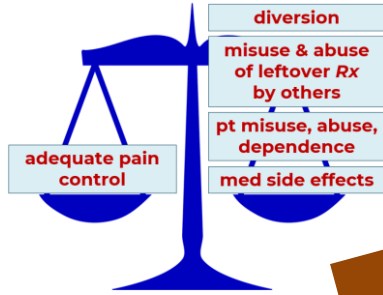 diversion
misuse & abuse
of leftover Rx
by others
pt misuse, abuse,
dependence
med side effects
adequate pain
control